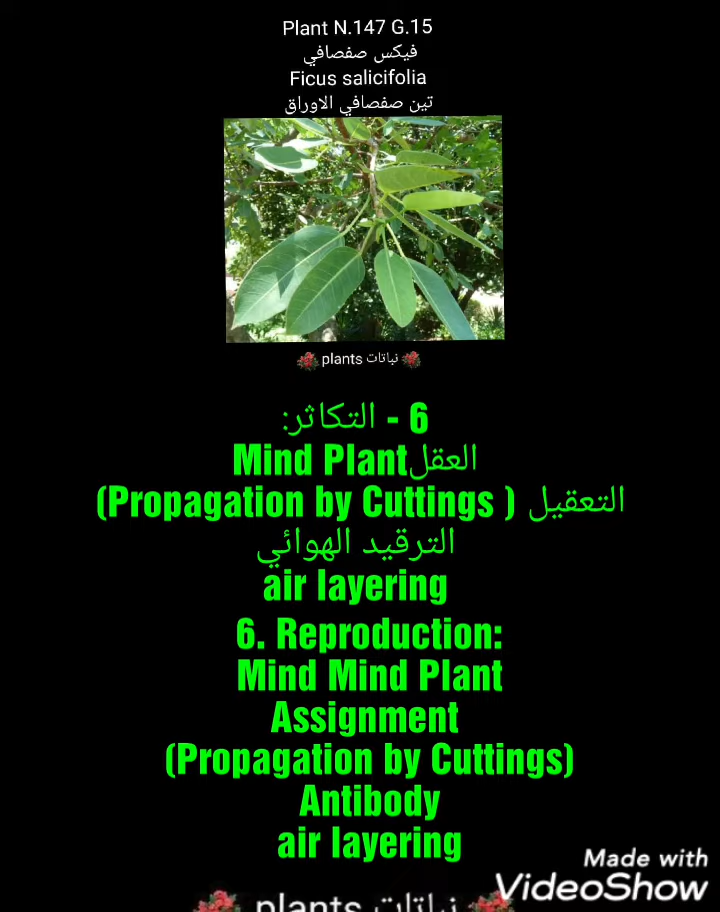 Plant N.147 G.15
فيكس صفصافي
Ficus salicifolia
تين صفصافي الاوراق
plants نباتات
6 - التكاثر:
Mind Plantالعقل
(Propagation by Cuttings ) التعقيل
الترقيد الهوائي
air layering
6. Reproduction:
Mind Mind Plant
Assignment
(Propagation by Cuttings)
Antibody
air layering
Made with
VideoShow
plants نباتات